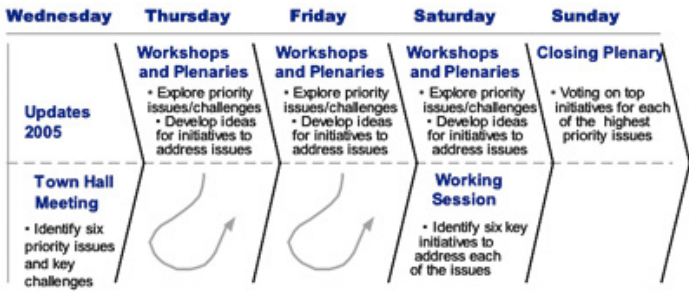 Wednesday Thursday Friday Saturday Sunday
Updates
2005
Workshops
and Plenaries
• Explore priority
issues/challenges
• Develop ideas
for initiatives to
address issues
Workshops
and Plenaries
• Explore priority
issues/challenges
• Develop ideas
for initiatives to
address issues
Workshops
and Plenaries
• Explore priority
issues/challenges
• Develop ideas
for initiatives to
address issues
Closing Plenary
• Voting on top
initiatives for each
of the highest
priority issues
Town Hall
Meeting
• Identify six
priority issues
and key
challenges
Working
Session
• Identify six key
initiatives to
address each
of the issues